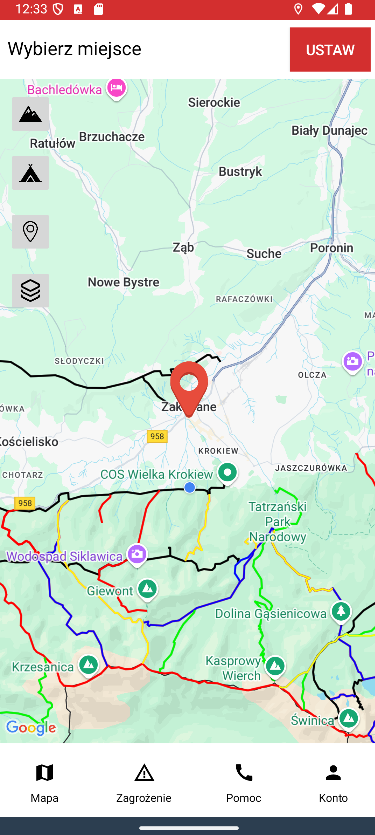 12:33
Wybierz miejsce
USTAW
Bachledówka
Sierockie
Biały Dunajec
Brzuchacze
Ratułów
Bustryk
Ząb
Suche
Poronin
Nowe Bystre
RAFACZÓWKI
SŁODYCZKI
OLCZA
Zakopane
ÓWKA
958
Kościelisko
KROKIEW
CHOTARZ
JASZCZURÓWKA
COS Wielka Krokiew
958
Tatrzański
Park
Narodowy
Wodospad Siklawica
Giewont
Dolina Gąsienicowa
Kasprowy
Wierch
Krzesanica
Świnica
Google
Mapa
Zagrożenie
Pomoc
Konto